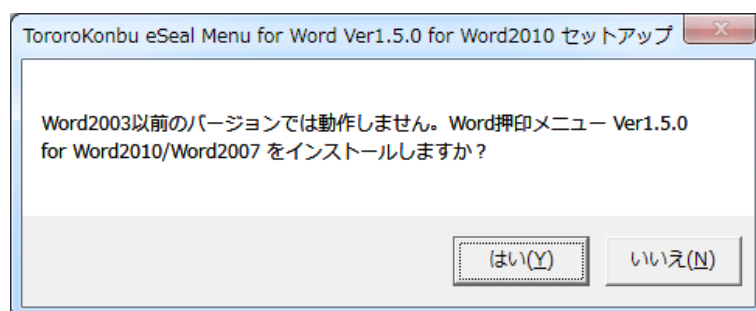 TororoKonbu eSeal Menu for Word Ver1.5.0 for Word2010 セットアップ
Word2003以前のバージョンでは動作しません。Word押印メニュー Ver1.5.0
for Word2010/Word2007 をインストールしますか？
はい(Y) いいえ(N)